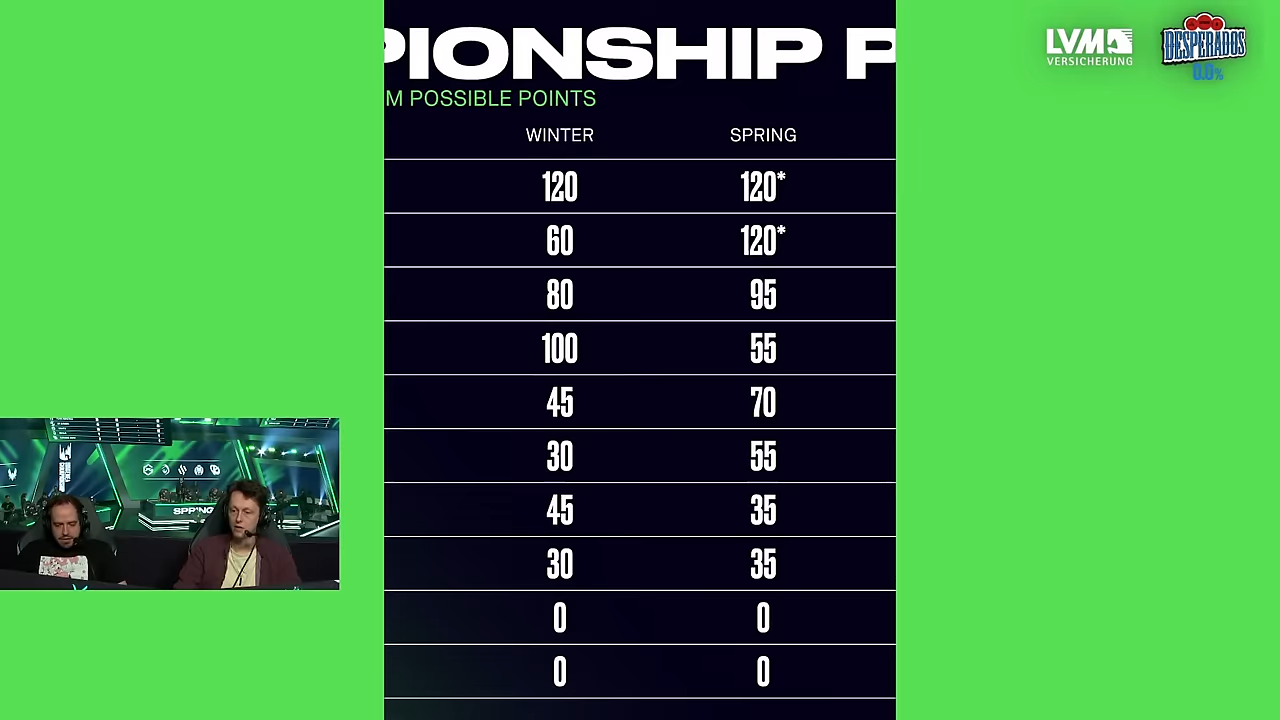 PIONSHIP P
M POSSIBLE POINTS
WINTER SPRING
120 120*
60 120*
80 95
100 55
45 70
30 55
45 35
30 35
0 0
0 0
LVM
VERSICHERUNG
DESPERADOS
0.0%
SPRING